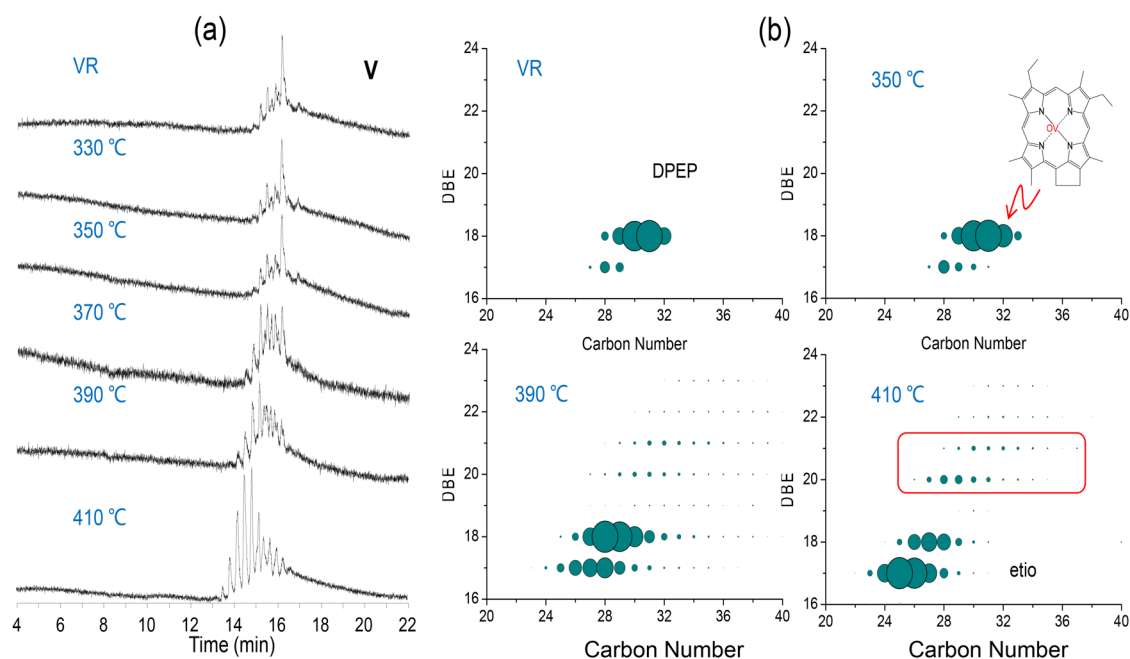 (a)
VR
V
330 ℃
350 ℃
370 ℃
390 ℃
410 ℃
4 6 8 10 12 14 16 18 20 22
Time (min)
(b)
24
22
20
18
16
DBE
VR
DPEP
20 24 28 32 36 40
Carbon Number
24
22
20
18
16
DBE
350 ℃
N N
OV
N N
20 24 28 32 36 40
Carbon Number
24
22
20
18
16
DBE
390 ℃
20 24 28 32 36 40
Carbon Number
24
22
20
18
16
DBE
410 ℃
etio
20 24 28 32 36 40
Carbon Number